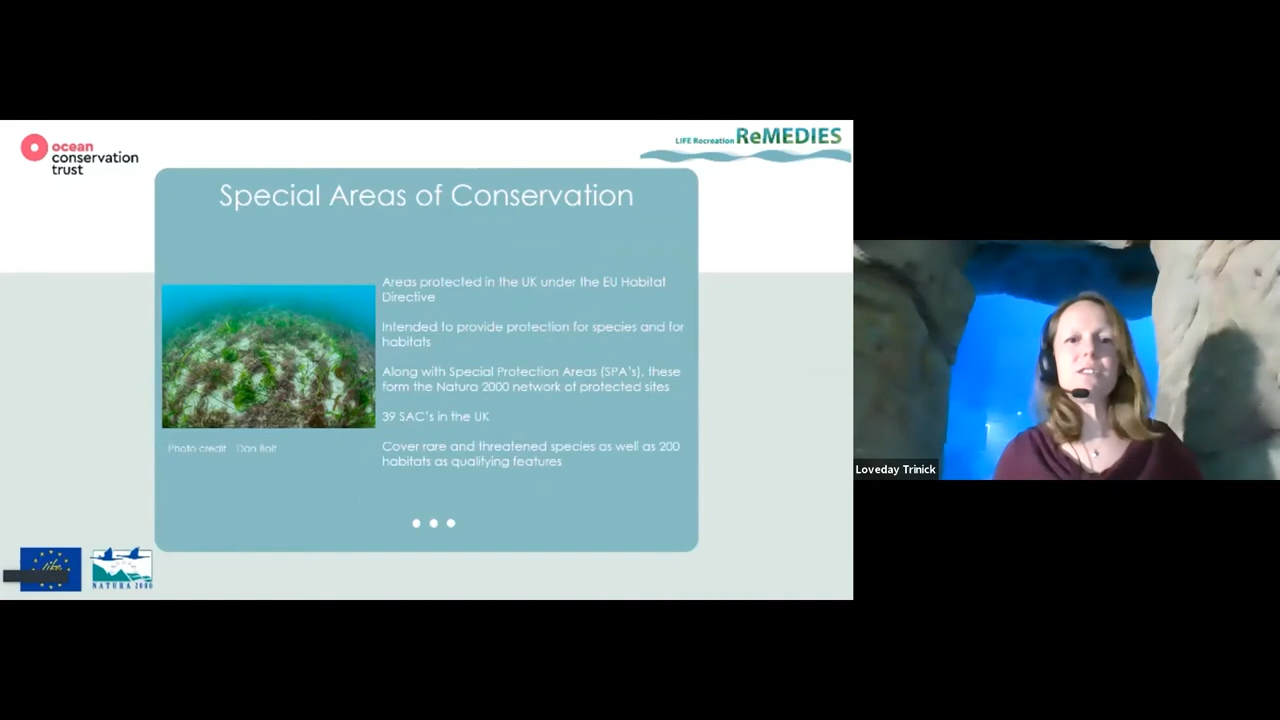 ocean
conservation
trust
LIFE Recreation ReMEDIES
Special Areas of Conservation
Areas protected in the UK under the EU Habitat
Directive
Intended to provide protection for species and for
habitats
Along with Special Protection Areas (SPA's), these
form the Natura 2000 network of protected sites
39 SAC's in the UK
Cover rare and threatened species as well as 200
habitats as qualifying features
Photo credit Dan Bolt
life
NATURA 2000
Loveday Trinick